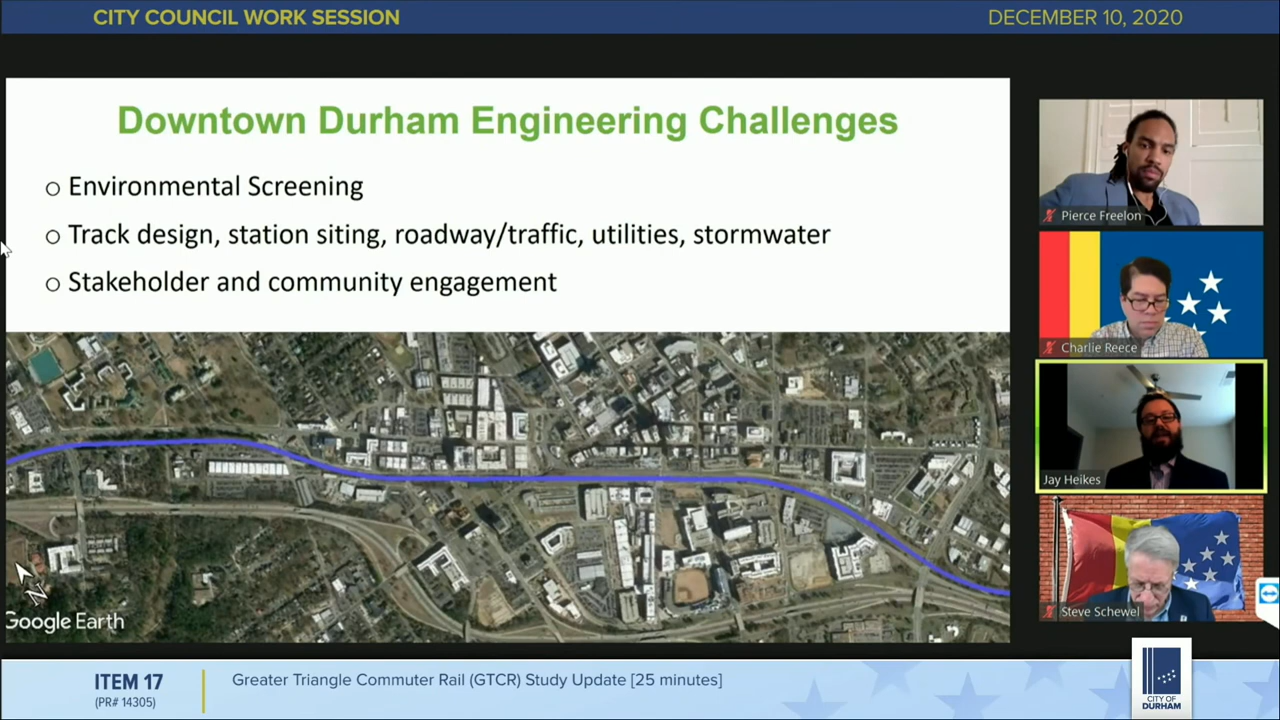 CITY COUNCIL WORK SESSION
DECEMBER 10, 2020
Downtown Durham Engineering Challenges
Environmental Screening
Track design, station siting, roadway/traffic, utilities, stormwater
Stakeholder and community engagement
N
Google Earth
Pierce Freelon
Charlie Reece
Jay Heikes
Steve Schewel
ITEM 17
(PR# 14305)
Greater Triangle Commuter Rail (GTCR) Study Update [25 minutes]
CITY OF
DURHAM